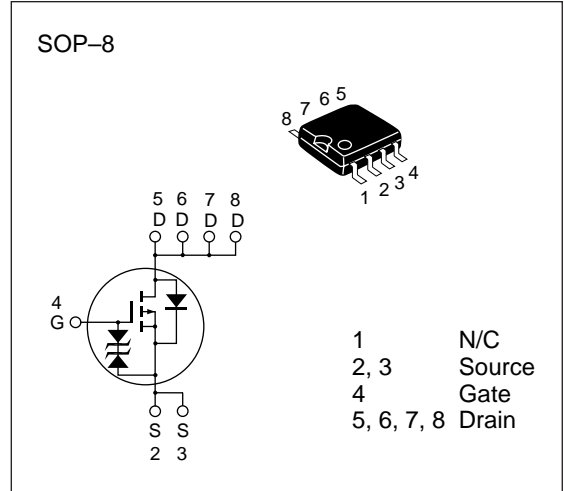 SOP–8
8 7 6 5
1 2 3 4
5 6 7 8
D D D D
4
G
S S
2 3
1 N/C
2, 3 Source
4 Gate
5, 6, 7, 8 Drain